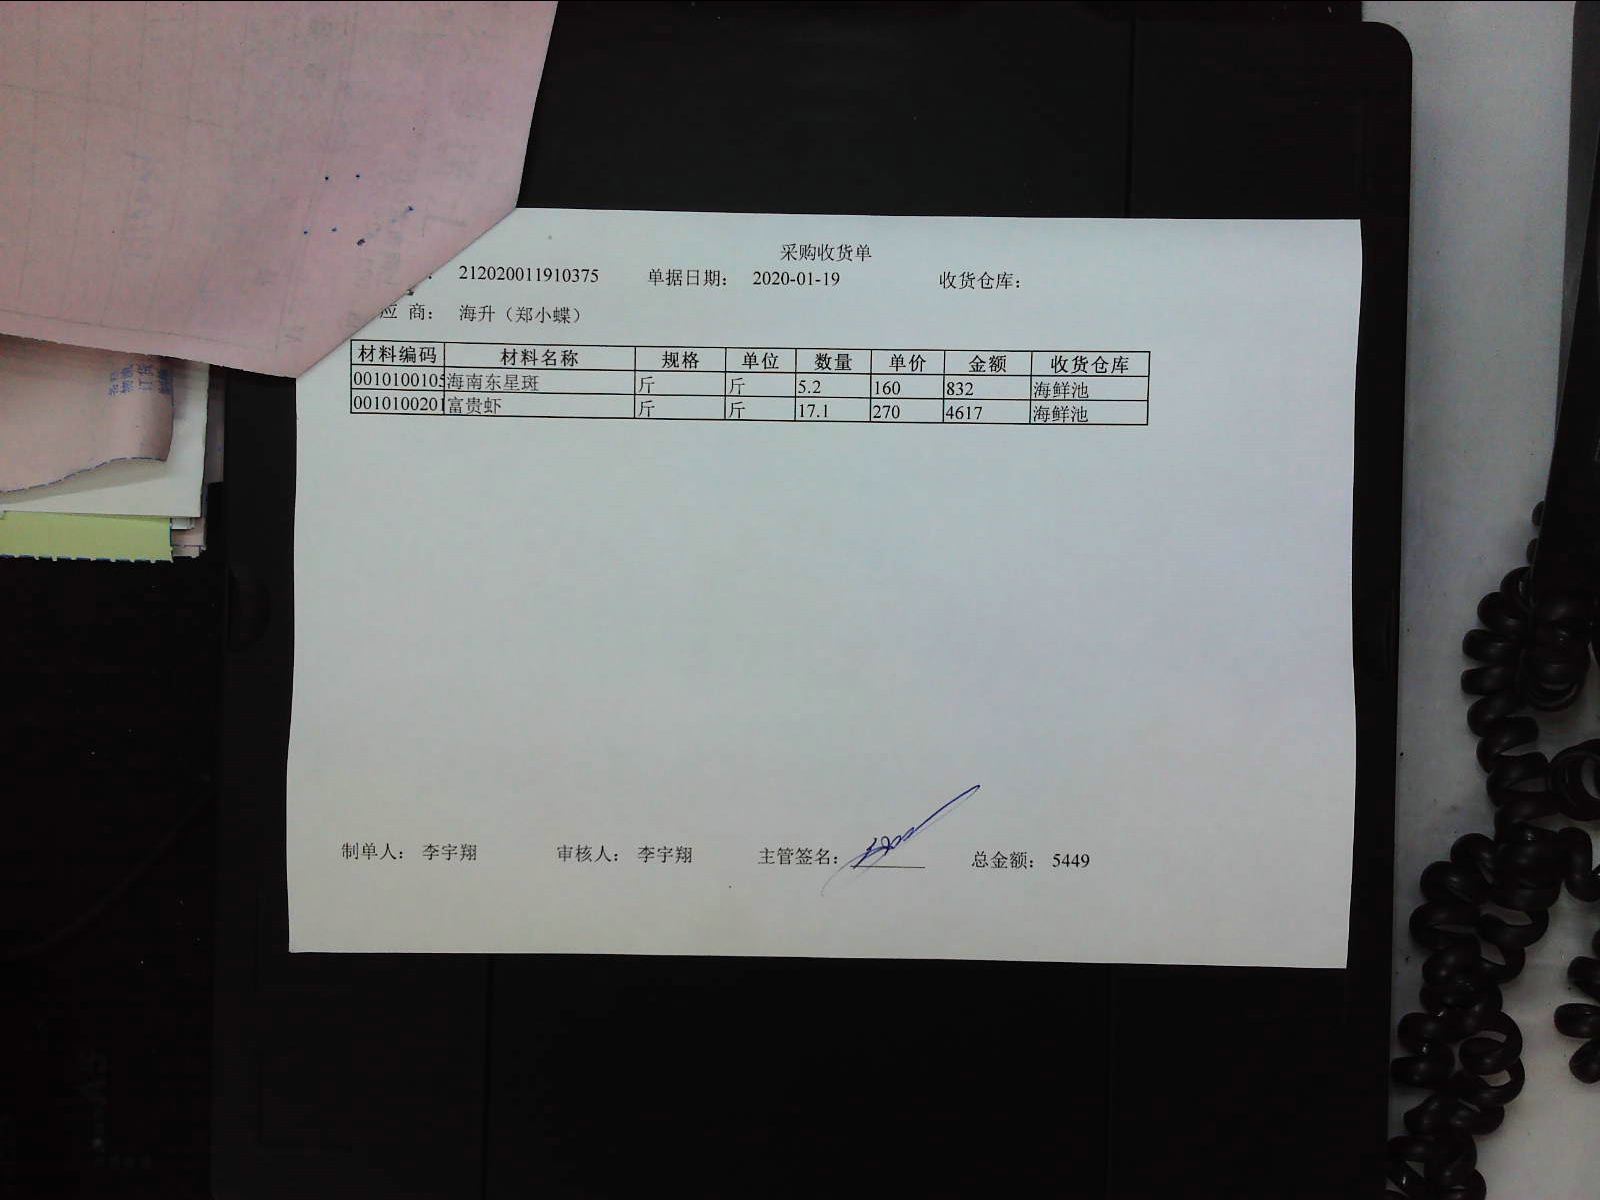 采购收货单
212020011910375 单据日期： 2020-01-19 收货仓库：
应 商： 海升（郑小蝶）
材料编码 材料名称 规格 单位 数量 单价 金额 收货仓库
0010100105 海南东星斑 斤 斤 5.2 160 832 海鲜池
0010100201 富贵虾 斤 斤 17.1 270 4617 海鲜池
制单人： 李宇翔 审核人： 李宇翔 主管签名： 总金额： 5449